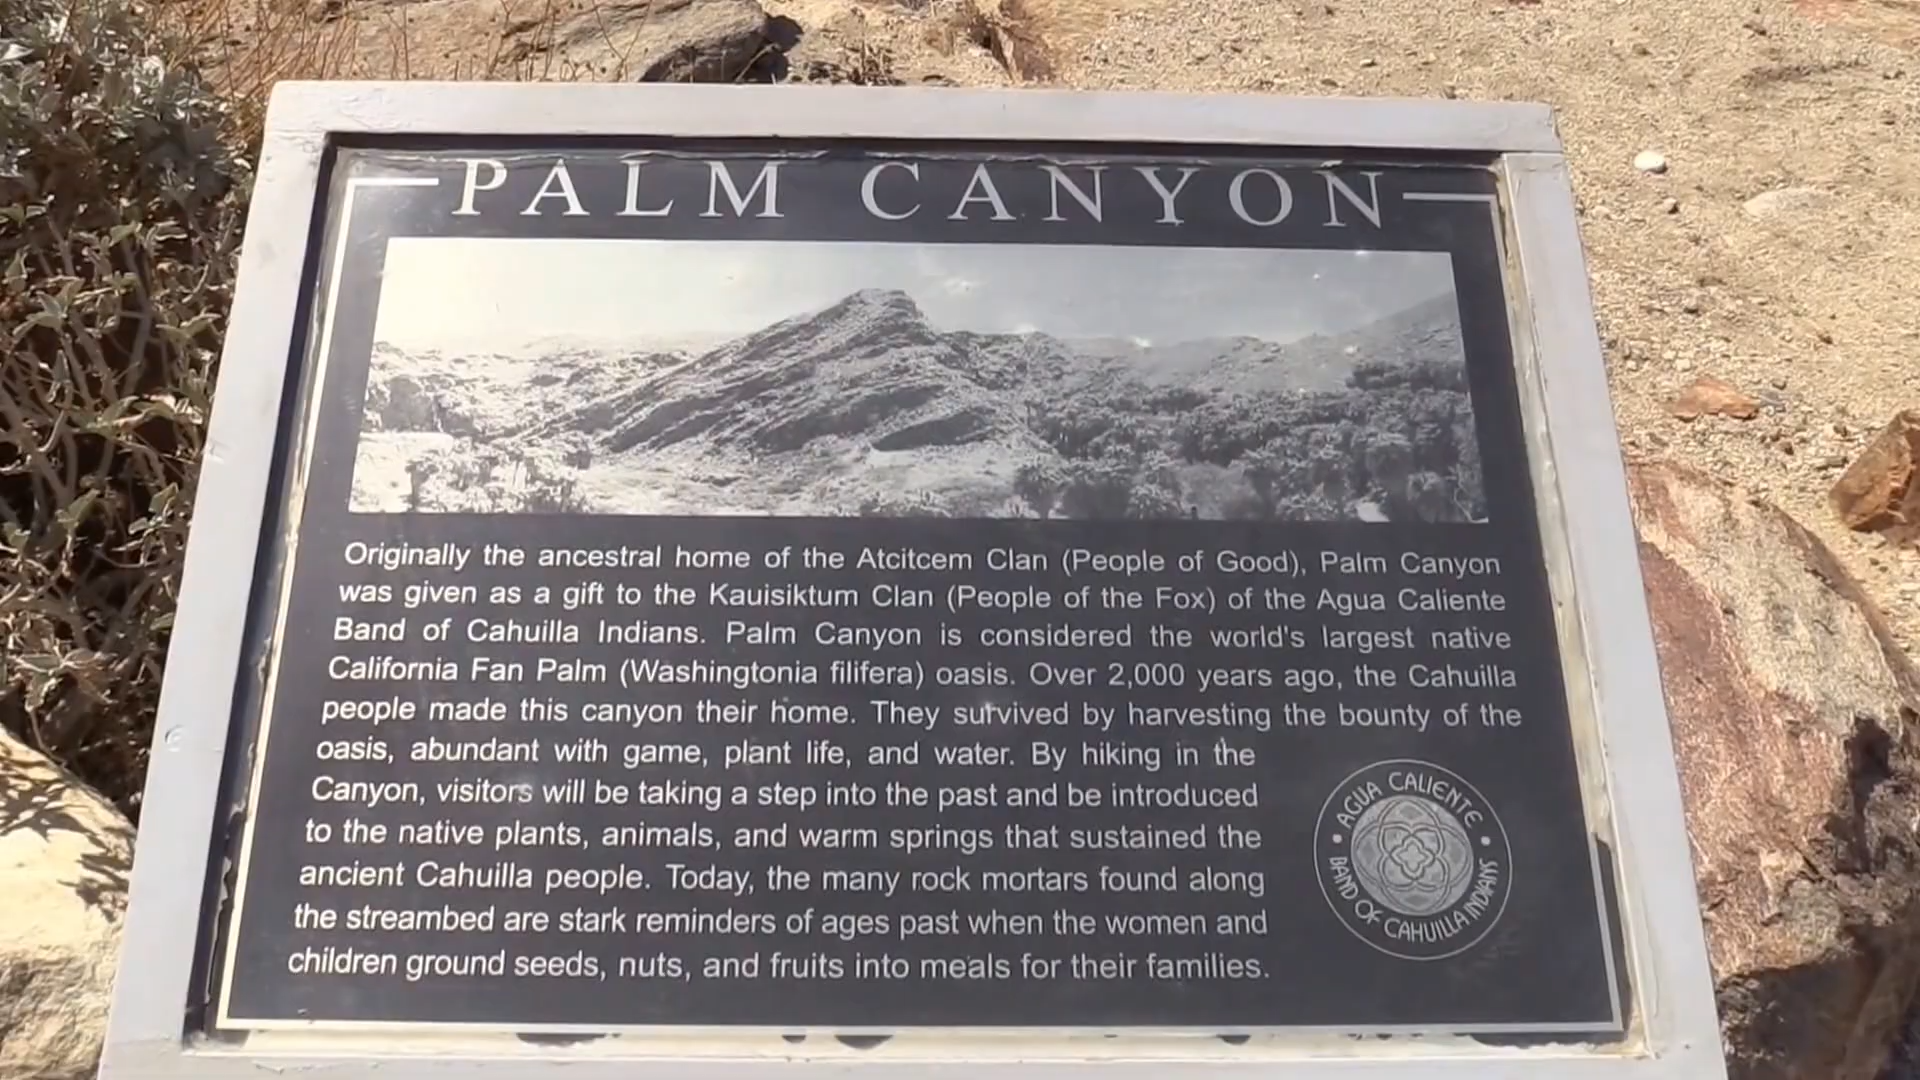 PALM CANYON
Originally the ancestral home of the Atcitcem Clan (People of Good), Palm Canyon
was given as a gift to the Kauisiktum Clan (People of the Fox) of the Agua Caliente
Band of Cahuilla Indians. Palm Canyon is considered the world's largest native
California Fan Palm (Washingtonia filifera) oasis. Over 2,000 years ago, the Cahuilla
people made this canyon their home. They survived by harvesting the bounty of the
oasis, abundant with game, plant life, and water. By hiking in the
Canyon, visitors will be taking a step into the past and be introduced
to the native plants, animals, and warm springs that sustained the
ancient Cahuilla people. Today, the many rock mortars found along
the streambed are stark reminders of ages past when the women and
children ground seeds, nuts, and fruits into meals for their families.
AGUA CALIENTE
BAND OF CAHUILLA INDIANS